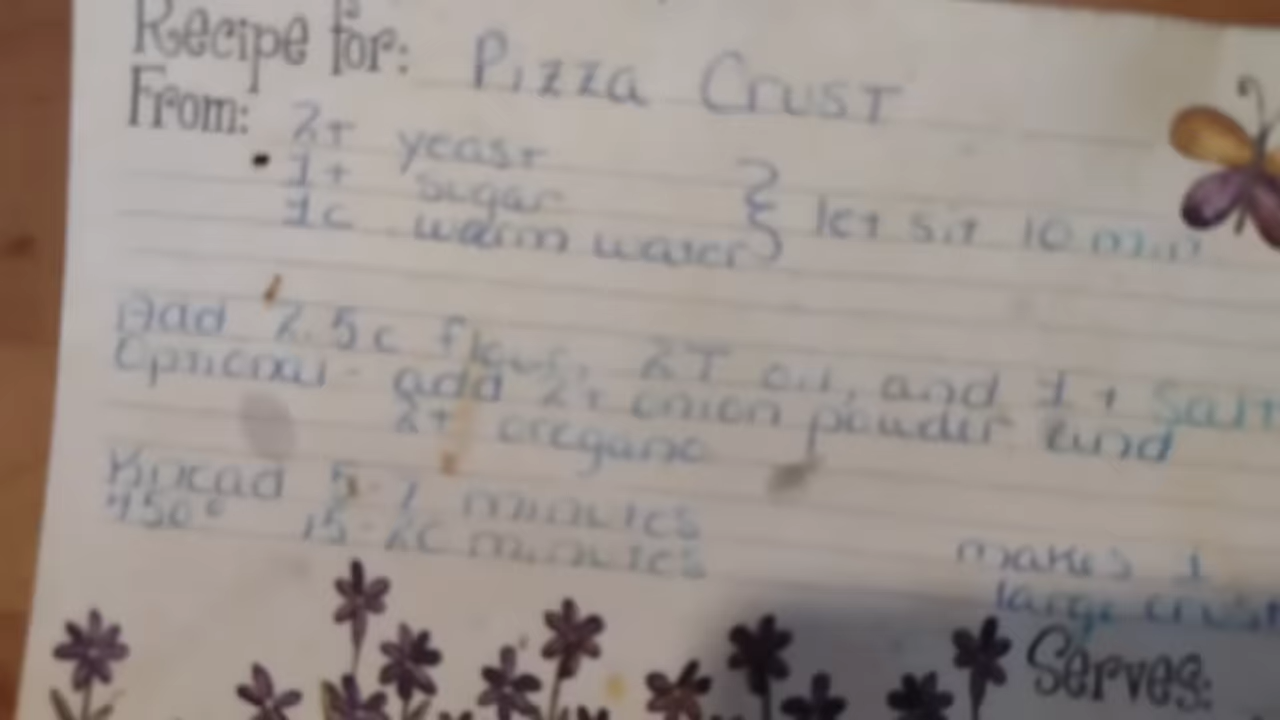 Recipe for: Pizza Crust
From:
2t yeast
1t sugar
1c warm water } let sit 10 min
Add 2.5c flour, 2T oil, and 1t salt
Optional - add 2t onion powder and
2t oregano
Knead 5-7 minutes
450° 15-20 minutes
makes 1
large crust
Serves: